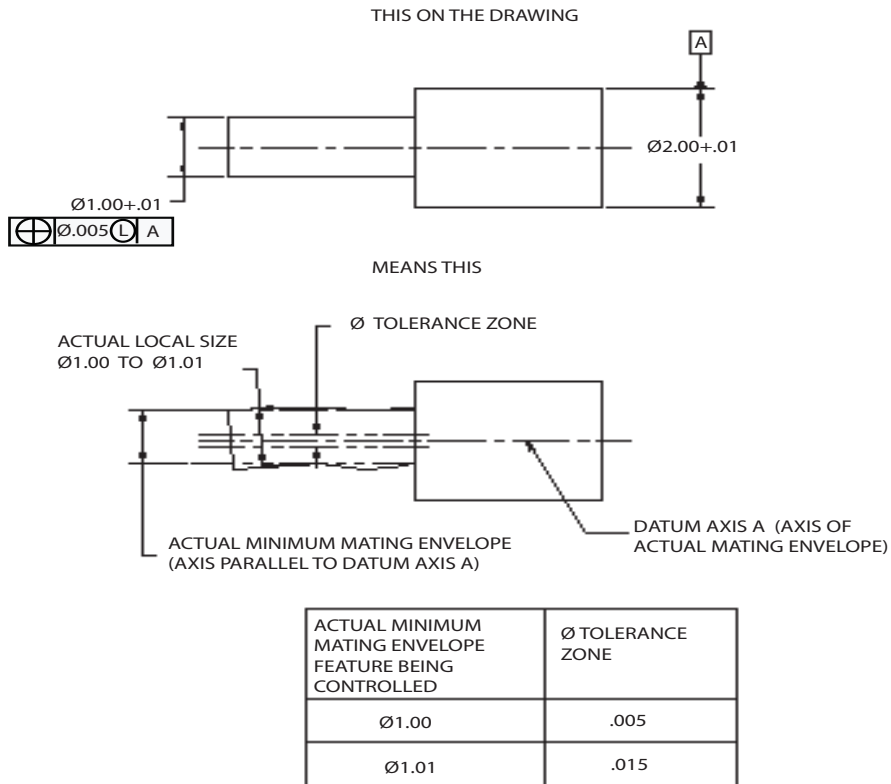 THIS ON THE DRAWING
A
Ø2.00+.01
Ø1.00+.01
⌖ Ø.005 Ⓛ A
MEANS THIS
Ø TOLERANCE ZONE
ACTUAL LOCAL SIZE
Ø1.00 TO Ø1.01
DATUM AXIS A (AXIS OF
ACTUAL MATING ENVELOPE)
ACTUAL MINIMUM MATING ENVELOPE
(AXIS PARALLEL TO DATUM AXIS A)
ACTUAL MINIMUM
MATING ENVELOPE
FEATURE BEING
CONTROLLED
Ø TOLERANCE
ZONE
Ø1.00 .005
Ø1.01 .015